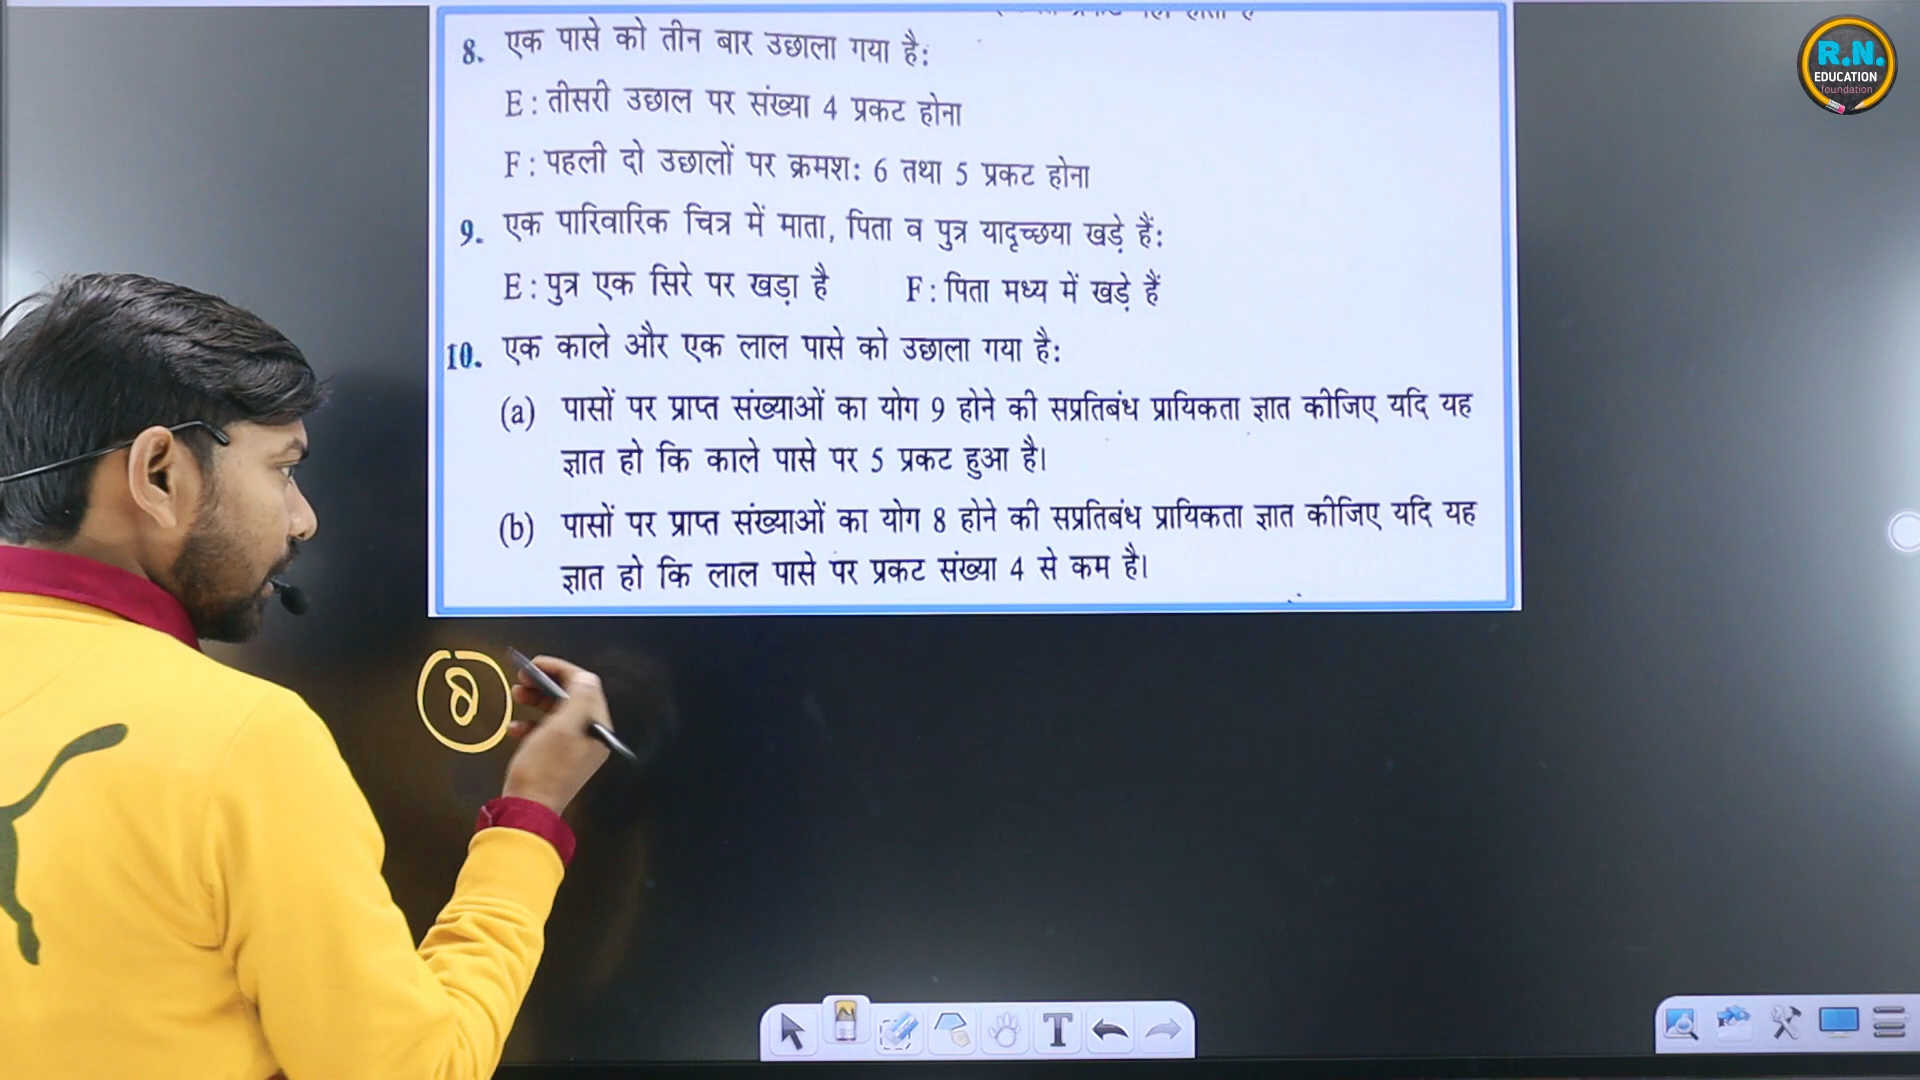 8. एक पासे को तीन बार उछाला गया है:
E : तीसरी उछाल पर संख्या 4 प्रकट होना
F : पहली दो उछालों पर क्रमशः 6 तथा 5 प्रकट होना
9. एक पारिवारिक चित्र में माता, पिता व पुत्र यादृच्छया खड़े हैं:
E : पुत्र एक सिरे पर खड़ा है F : पिता मध्य में खड़े हैं
10. एक काले और एक लाल पासे को उछाला गया है:
(a) पासों पर प्राप्त संख्याओं का योग 9 होने की सप्रतिबंध प्रायिकता ज्ञात कीजिए यदि यह
ज्ञात हो कि काले पासे पर 5 प्रकट हुआ है।
(b) पासों पर प्राप्त संख्याओं का योग 8 होने की सप्रतिबंध प्रायिकता ज्ञात कीजिए यदि यह
ज्ञात हो कि लाल पासे पर प्रकट संख्या 4 से कम है।
8
R.N.
EDUCATION
foundation
T